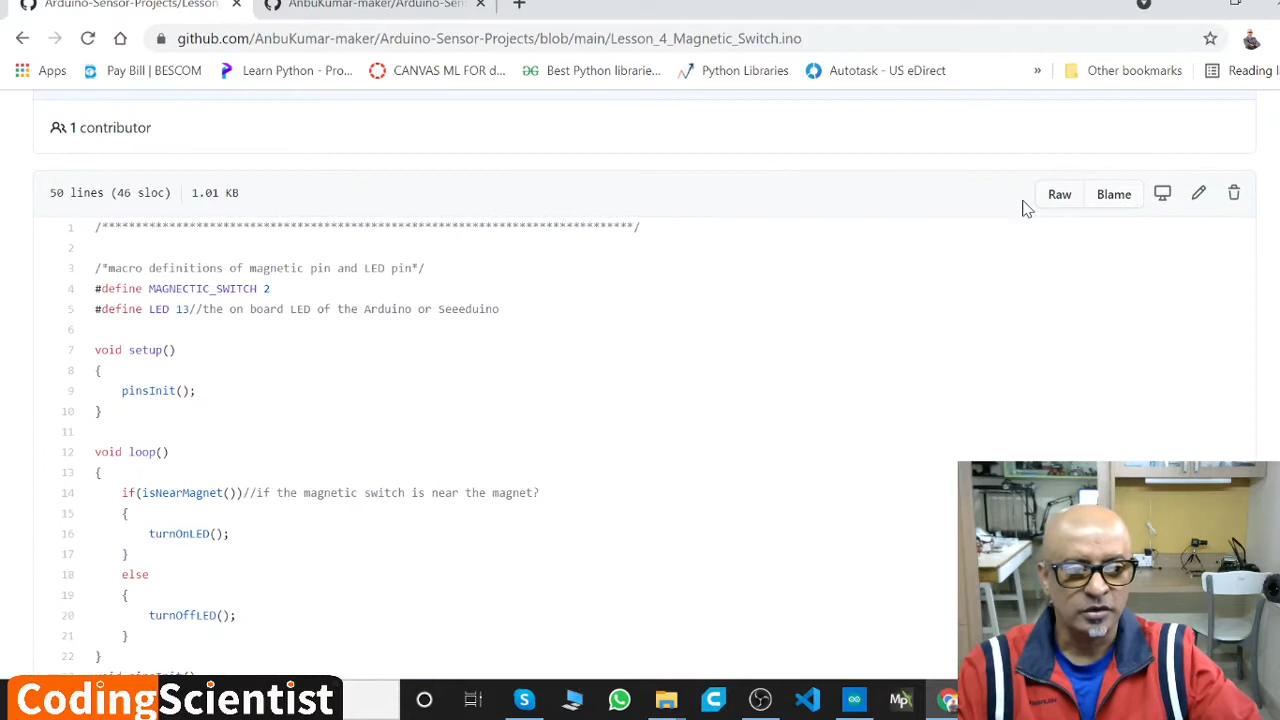 Arduino-Sensor-Projects/Lesson
AnbuKumar-maker/Arduino-Sen
github.com/AnbuKumar-maker/Arduino-Sensor-Projects/blob/main/Lesson_4_Magnetic_Switch.ino
Apps Pay Bill | BESCOM Learn Python - Pro... CANVAS ML FOR d... Best Python librarie... Python Libraries Autotask - US eDirect » Other bookmarks Reading l
1 contributor
50 lines (46 sloc) 1.01 KB Raw Blame
1 /*******************************************************************************/
2
3 /*macro definitions of magnetic pin and LED pin*/
4 #define MAGNECTIC_SWITCH 2
5 #define LED 13//the on board LED of the Arduino or Seeeduino
6
7 void setup()
8 {
9 pinsInit();
10 }
11
12 void loop()
13 {
14 if(isNearMagnet())//if the magnetic switch is near the magnet?
15 {
16 turnOnLED();
17 }
18 else
19 {
20 turnOffLED();
21 }
22 }
CodingScientist